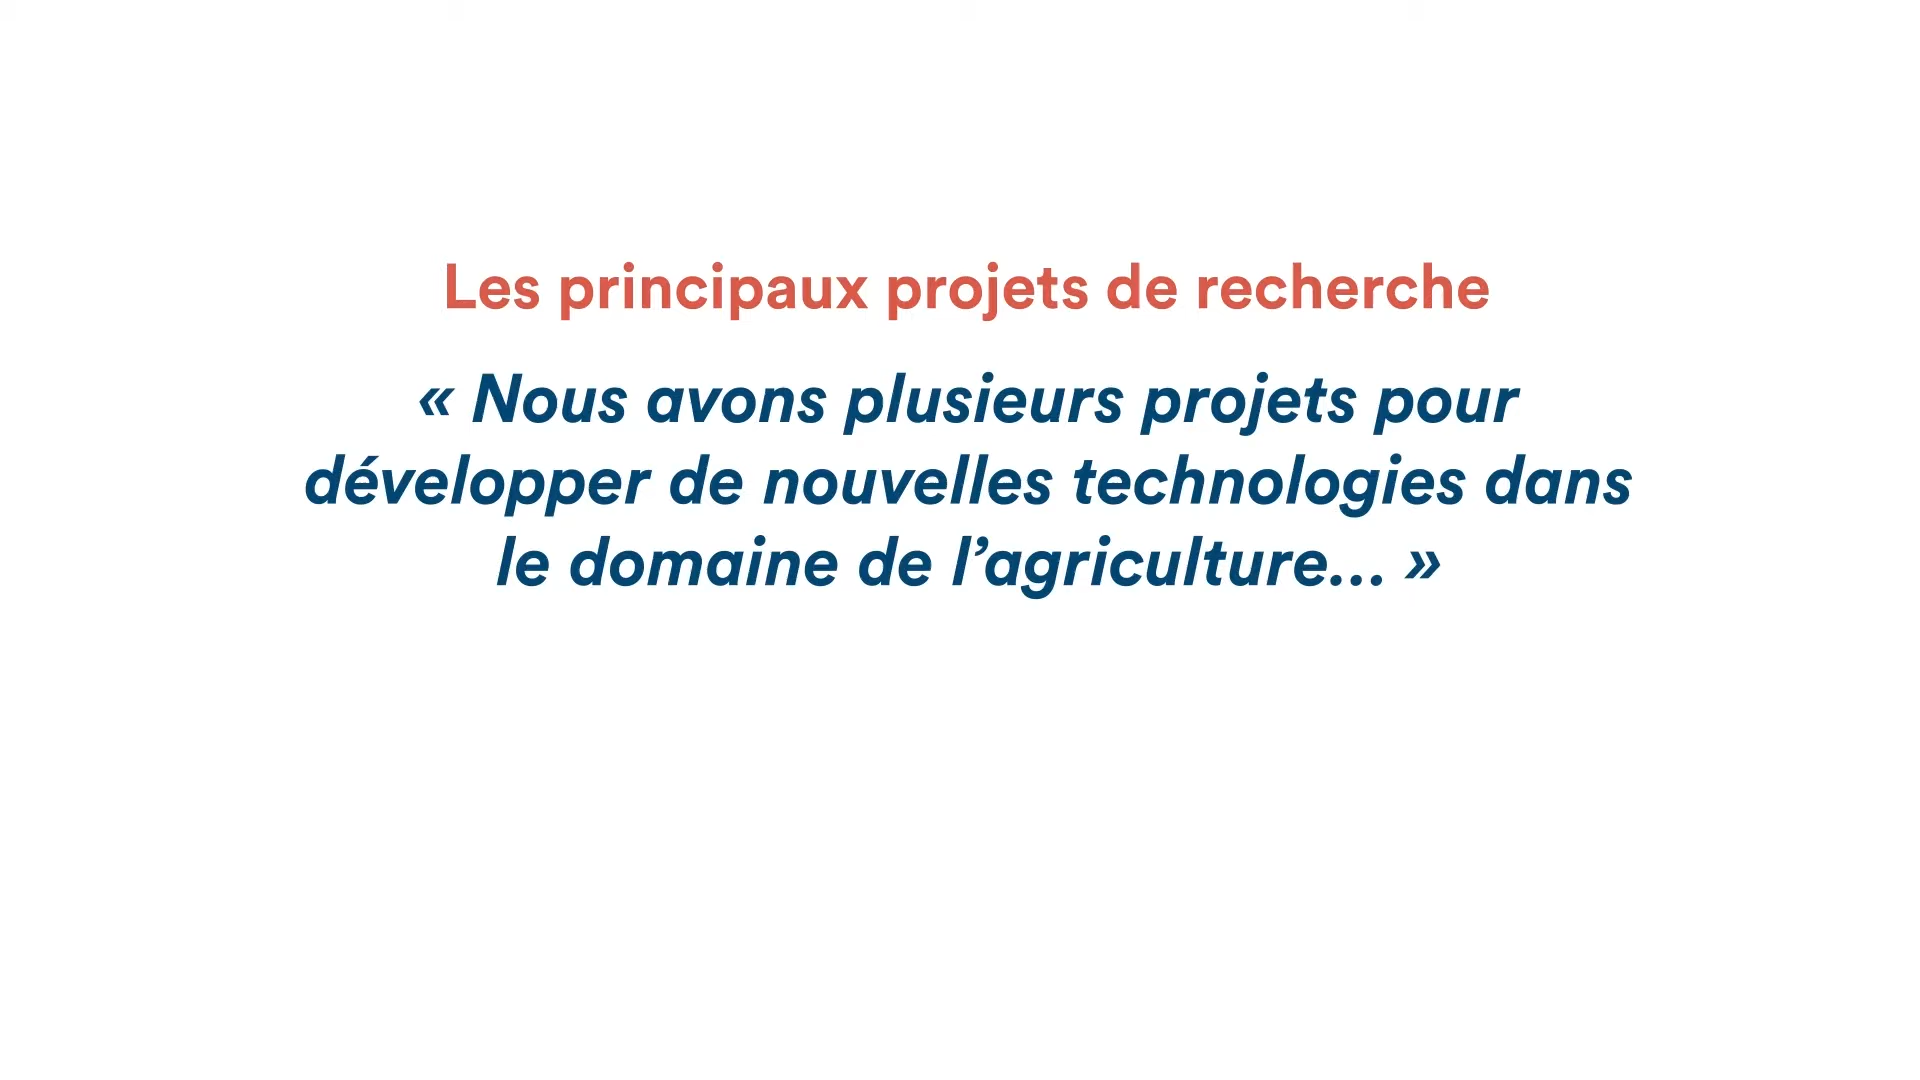 Les principaux projets de recherche
« Nous avons plusieurs projets pour
développer de nouvelles technologies dans
le domaine de l’agriculture... »